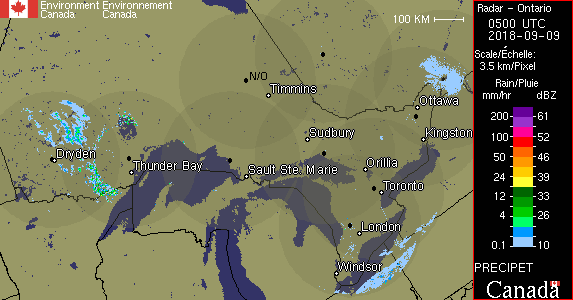 Environment Environnement
Canada Canada
100 KM
N/O
Timmins
Ottawa
Sudbury
Kingston
Dryden
Thunder Bay
Sault Ste. Marie
Orillia
Toronto
London
Windsor
Radar - Ontario
0500 UTC
2018-09-09
Scale/Échelle:
3.5 km/Pixel
Rain/Pluie
mm/hr dBZ
200 61
100 57
52
50 46
24 39
12 33
4 26
0.1 10
PRECIPET
Canada